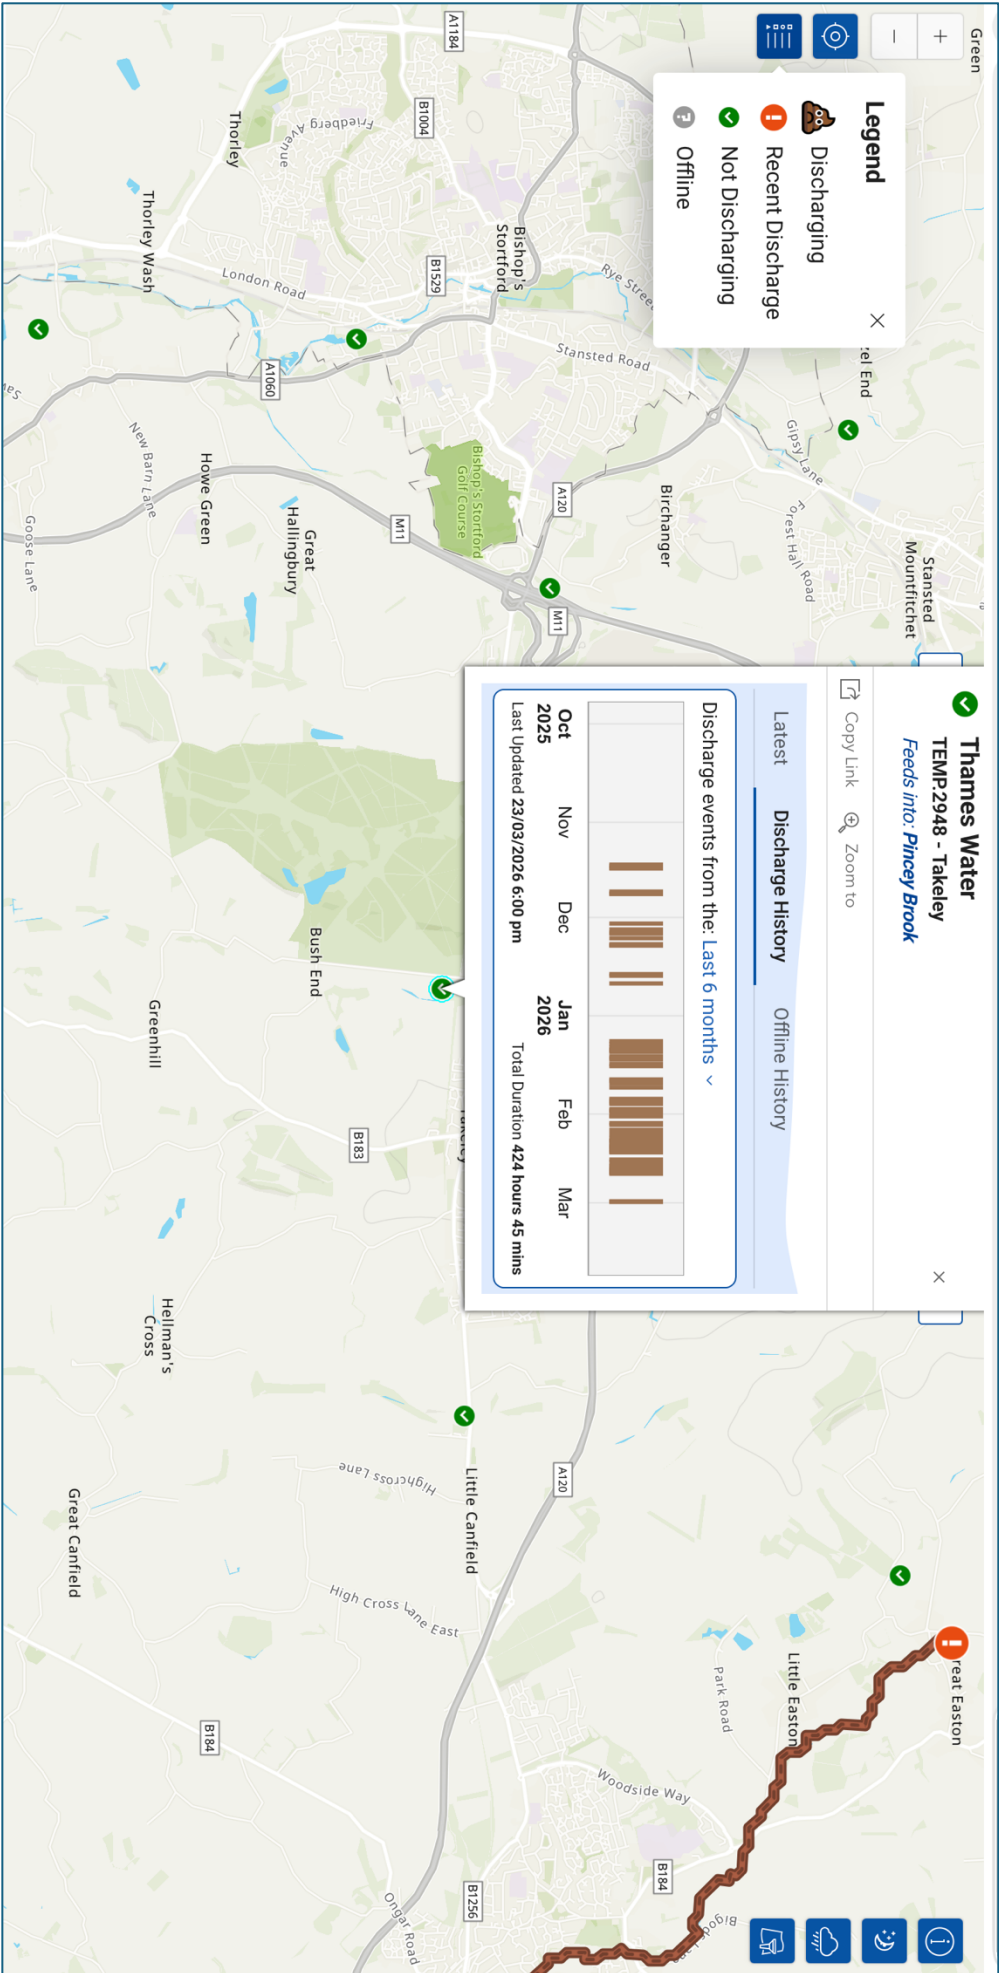 Green
+
−
Legend
Discharging
Recent Discharge
Not Discharging
Offline
Thames Water
TEMP.2948 - Takeley
Feeds into: Pincey Brook
Copy Link
Zoom to
Latest
Discharge History
Offline History
Discharge events from the: Last 6 months
Oct
2025
Nov
Dec
Jan
2026
Feb
Mar
Last Updated 23/03/2026 6:00 pm
Total Duration 424 hours 45 mins
A1184
B1004
Friedberg Avenue
Thorley
Thorley Wash
London Road
Bishop's
Stortford
B1529
Rye Street
Stansted Road
A1060
Bishop's Stortford
Golf Course
New Barn Lane
Howe Green
Goose Lane
Great
Hallingbury
M11
A120
Birchanger
Gipsy Lane
Forest Hall Road
Stansted
Mountfitchet
M11
Bush End
Greenhill
B183
Hellman's
Cross
Great Canfield
Highcross Lane
Little Canfield
A120
High Cross Lane East
Park Road
Little Easton
reat Easton
Woodside Way
B184
B184
B1256
Ongar Road